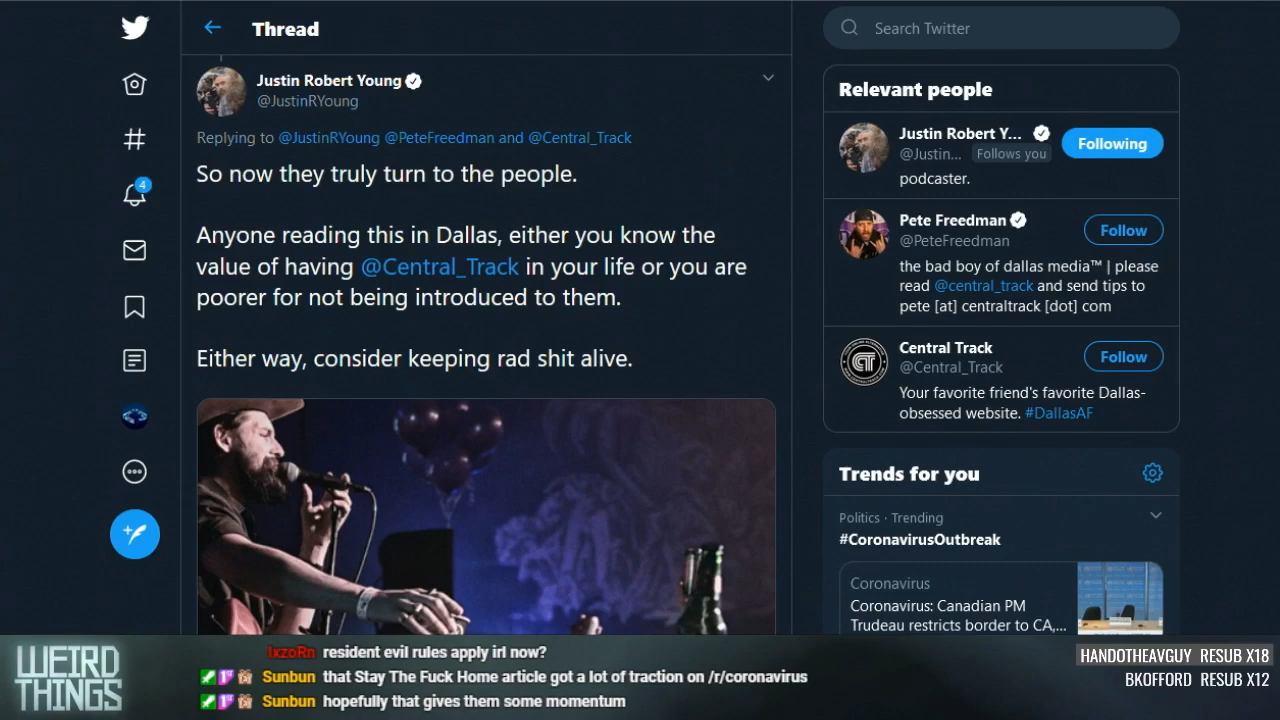 Thread
Search Twitter
Justin Robert Young
@JustinRYoung
Replying to @JustinRYoung @PeteFreedman and @Central_Track
So now they truly turn to the people.
Anyone reading this in Dallas, either you know the
value of having @Central_Track in your life or you are
poorer for not being introduced to them.
Either way, consider keeping rad shit alive.
4
Relevant people
Justin Robert Y...
Following
@Justin... Follows you
podcaster.
Pete Freedman
Follow
@PeteFreedman
the bad boy of dallas media™ | please
read @central_track and send tips to
pete [at] centraltrack [dot] com
Central Track
Follow
@Central_Track
Your favorite friend's favorite Dallas-
obsessed website. #DallasAF
Trends for you
Politics · Trending
#CoronavirusOutbreak
Coronavirus
Coronavirus: Canadian PM
Trudeau restricts border to CA,...
WEIRD
THINGS
IxzoRn resident evil rules apply irl now?
Sunbun that Stay The Fuck Home article got a lot of traction on /r/coronavirus
Sunbun hopefully that gives them some momentum
HANDOTHEAVGUY RESUB X18
BKOFFORD RESUB X12